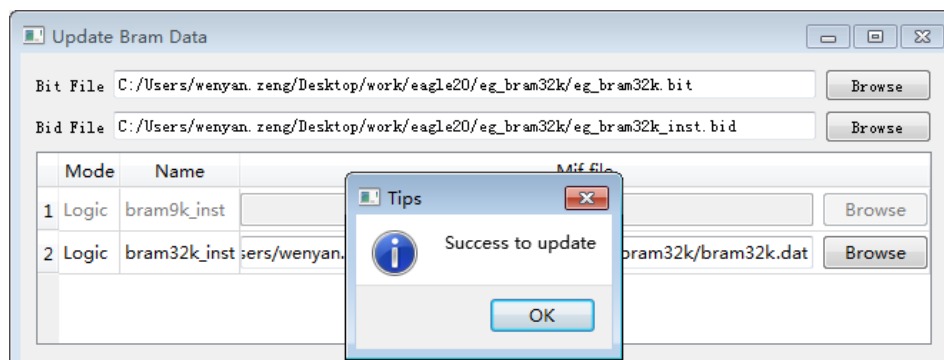 Update Bram Data
Bit File C:/Users/wenyan.zeng/Desktop/work/eagle20/eg_bram32k/eg_bram32k.bit Browse
Bid File C:/Users/wenyan.zeng/Desktop/work/eagle20/eg_bram32k/eg_bram32k_inst.bid Browse
Mode Name Mif file
Tips
1 Logic bram9k_inst Browse
Success to update
2 Logic bram32k_inst sers/wenyan. bram32k/bram32k.dat Browse
OK